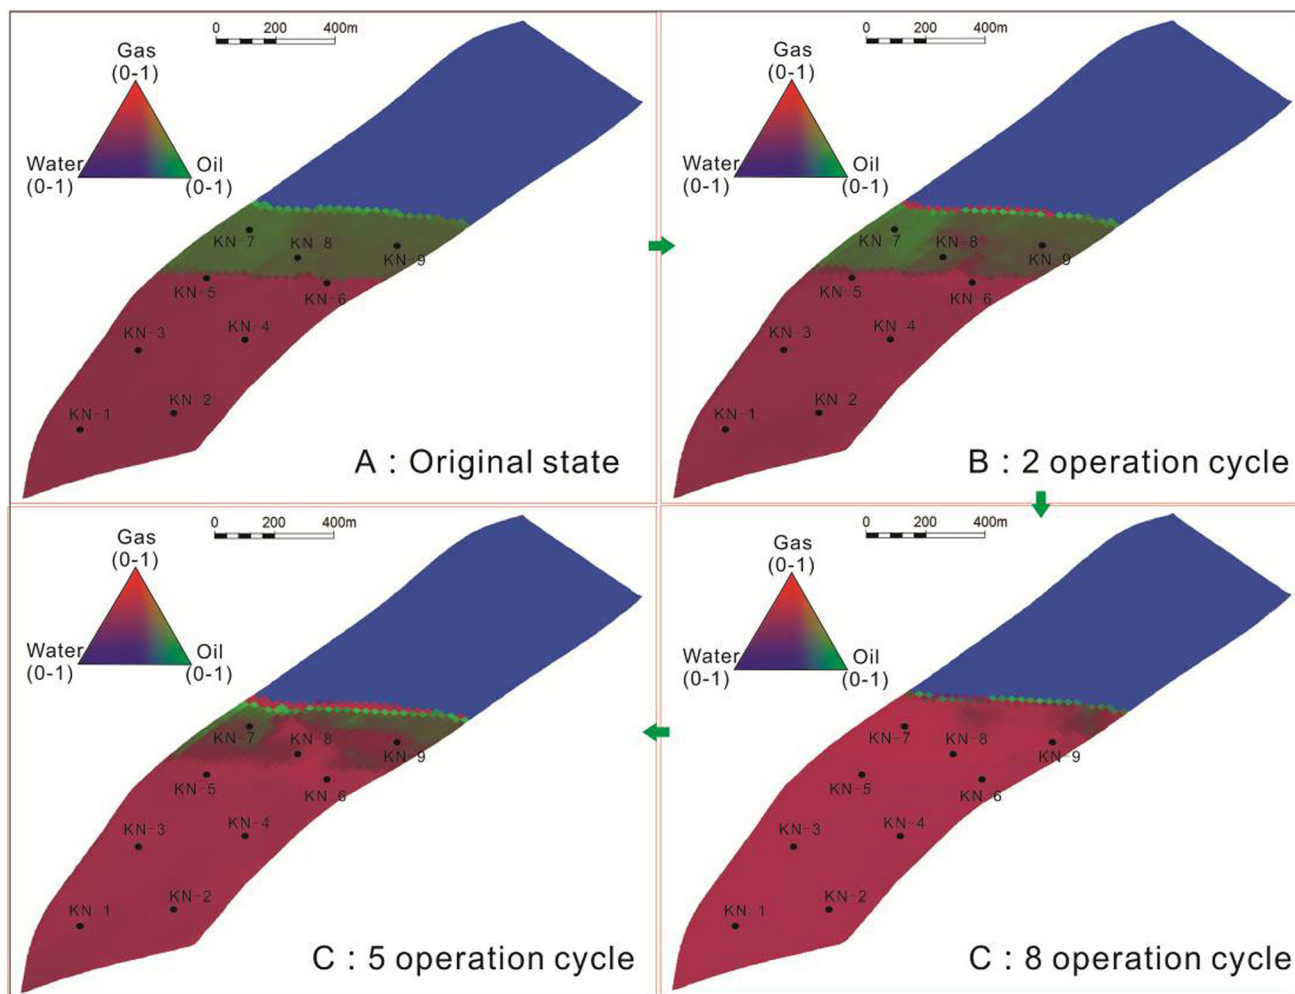 0 200 400m
Gas
(0-1)
Water
(0-1)
Oil
(0-1)
KN-7
KN-8
KN-9
KN-5
KN-6
KN-3
KN-4
KN-1
KN-2
A : Original state
0 200 400m
Gas
(0-1)
Water
(0-1)
Oil
(0-1)
KN-7
KN-8
KN-9
KN-5
KN-6
KN-3
KN-4
KN-1
KN-2
B : 2 operation cycle
0 200 400m
Gas
(0-1)
Water
(0-1)
Oil
(0-1)
KN-7
KN-8
KN-9
KN-5
KN-6
KN-3
KN-4
KN-1
KN-2
C : 5 operation cycle
0 200 400m
Gas
(0-1)
Water
(0-1)
Oil
(0-1)
KN-7
KN-8
KN-9
KN-5
KN-6
KN-3
KN-4
KN-1
KN-2
C : 8 operation cycle